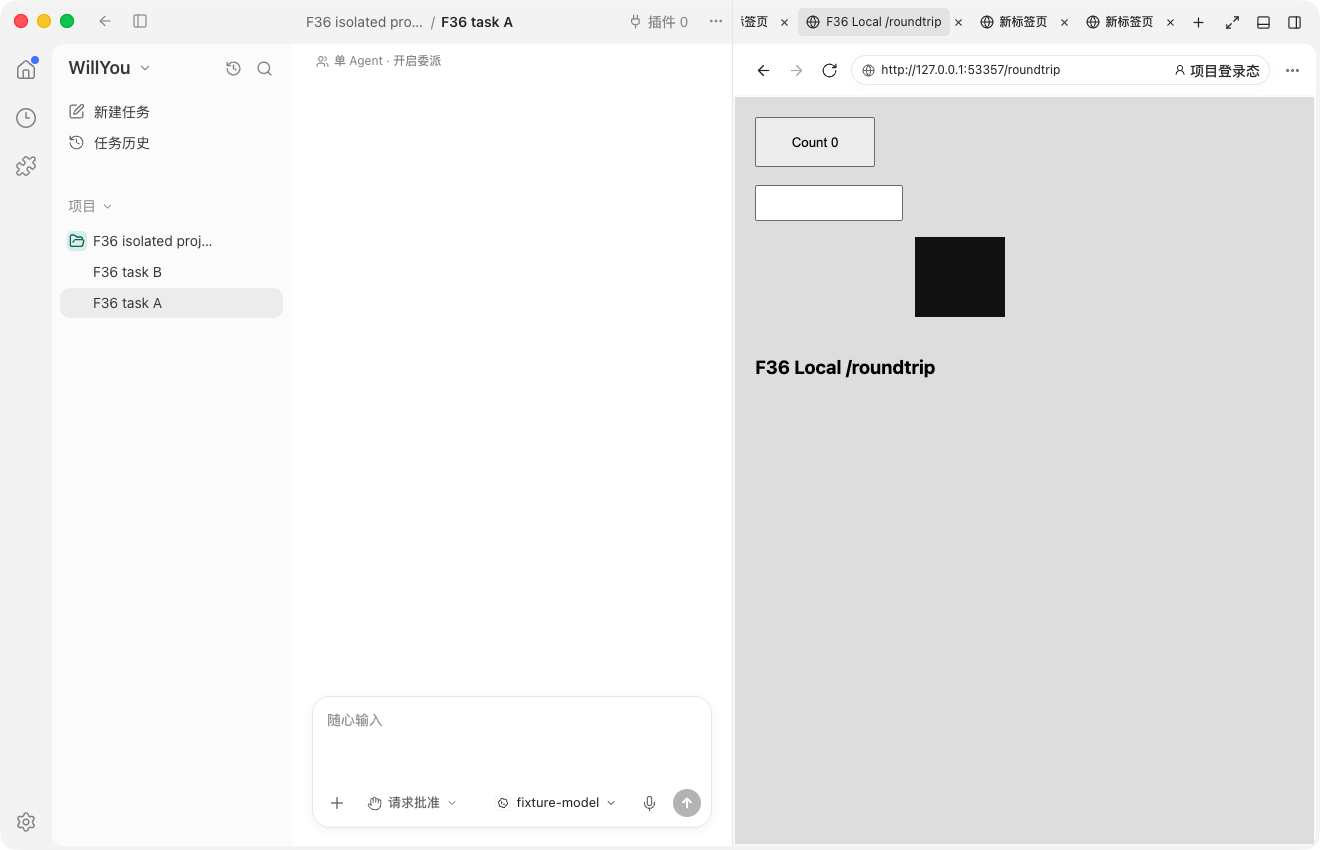 F36 isolated pro... / F36 task A
插件 0
签页
F36 Local /roundtrip
新标签页
新标签页
WillYou
单 Agent · 开启委派
http://127.0.0.1:53357/roundtrip
项目登录态
新建任务
任务历史
项目
F36 isolated proj...
F36 task B
F36 task A
Count 0
F36 Local /roundtrip
随心输入
请求批准
fixture-model